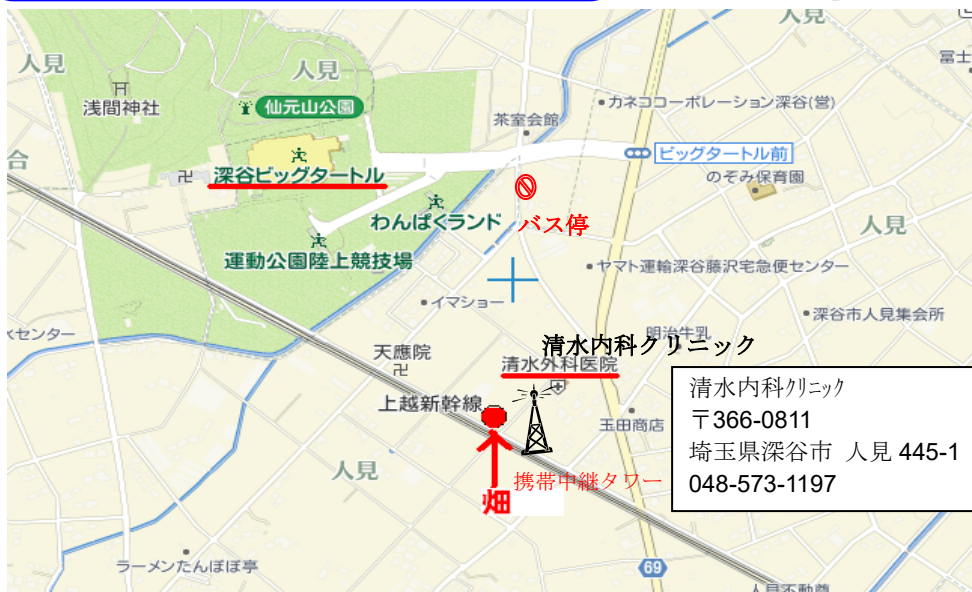 人見
人見
人見
富士
浅間神社
仙元山公園
カネココーポレーション深谷(営)
茶室会館
合
ビッグタートル前
深谷ビッグタートル
のぞみ保育園
わんぱくランド
バス停
人見
運動公園陸上競技場
ヤマト運輸深谷藤沢宅急便センター
イマショー
深谷市人見集会所
水センター
明治牛乳
天應院
清水内科クリニック
清水外科医院
上越新幹線
玉田商店
清水内科クリニック
〒366-0811
埼玉県深谷市 人見 445-1
048-573-1197
人見
携帯中継タワー
畑
ラーメンたんぽぽ亭
69
人見不動尊